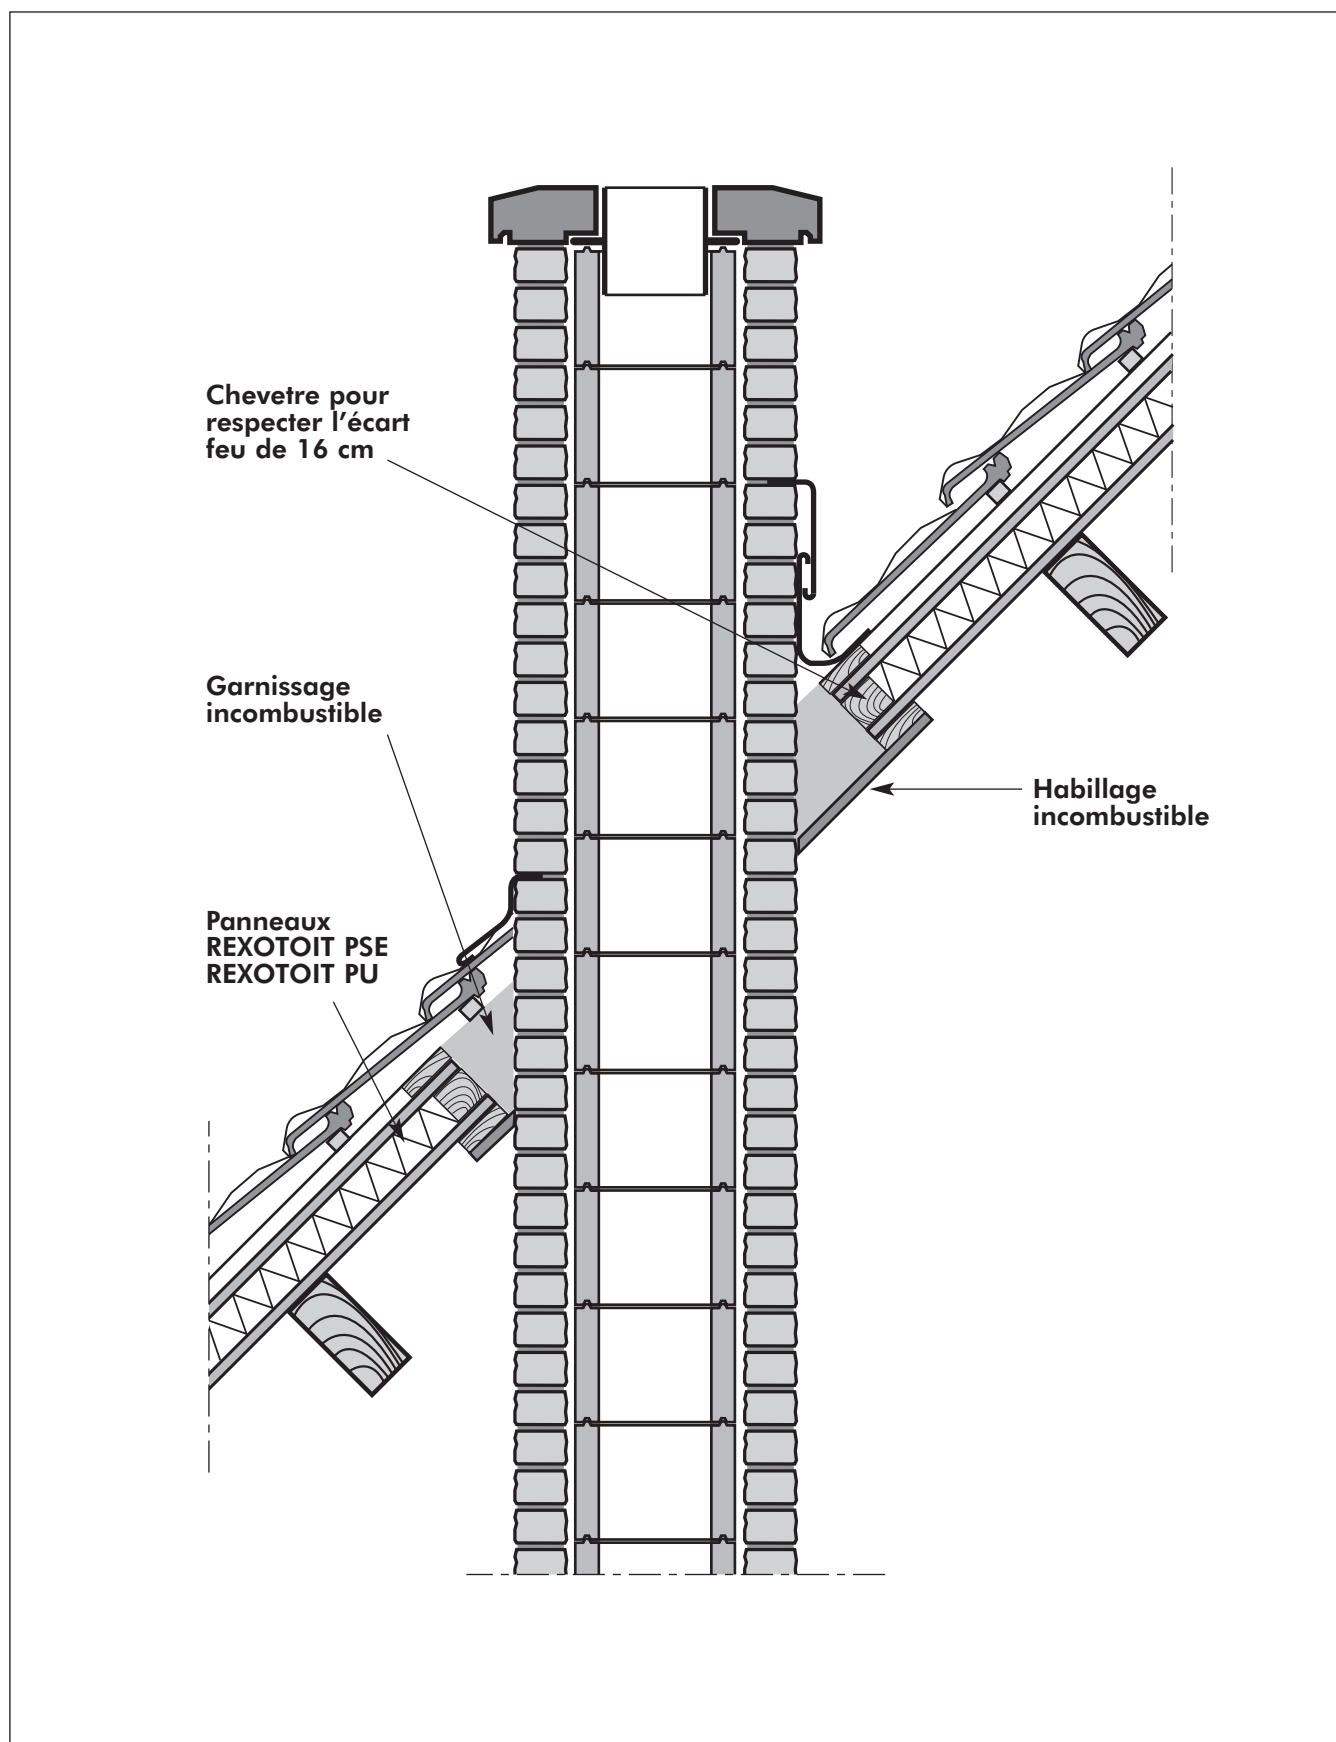 Chevetre pour
respecter l’écart
feu de 16 cm
Garnissage
incombustible
Habillage
incombustible
Panneaux
REXOTOIT PSE
REXOTOIT PU